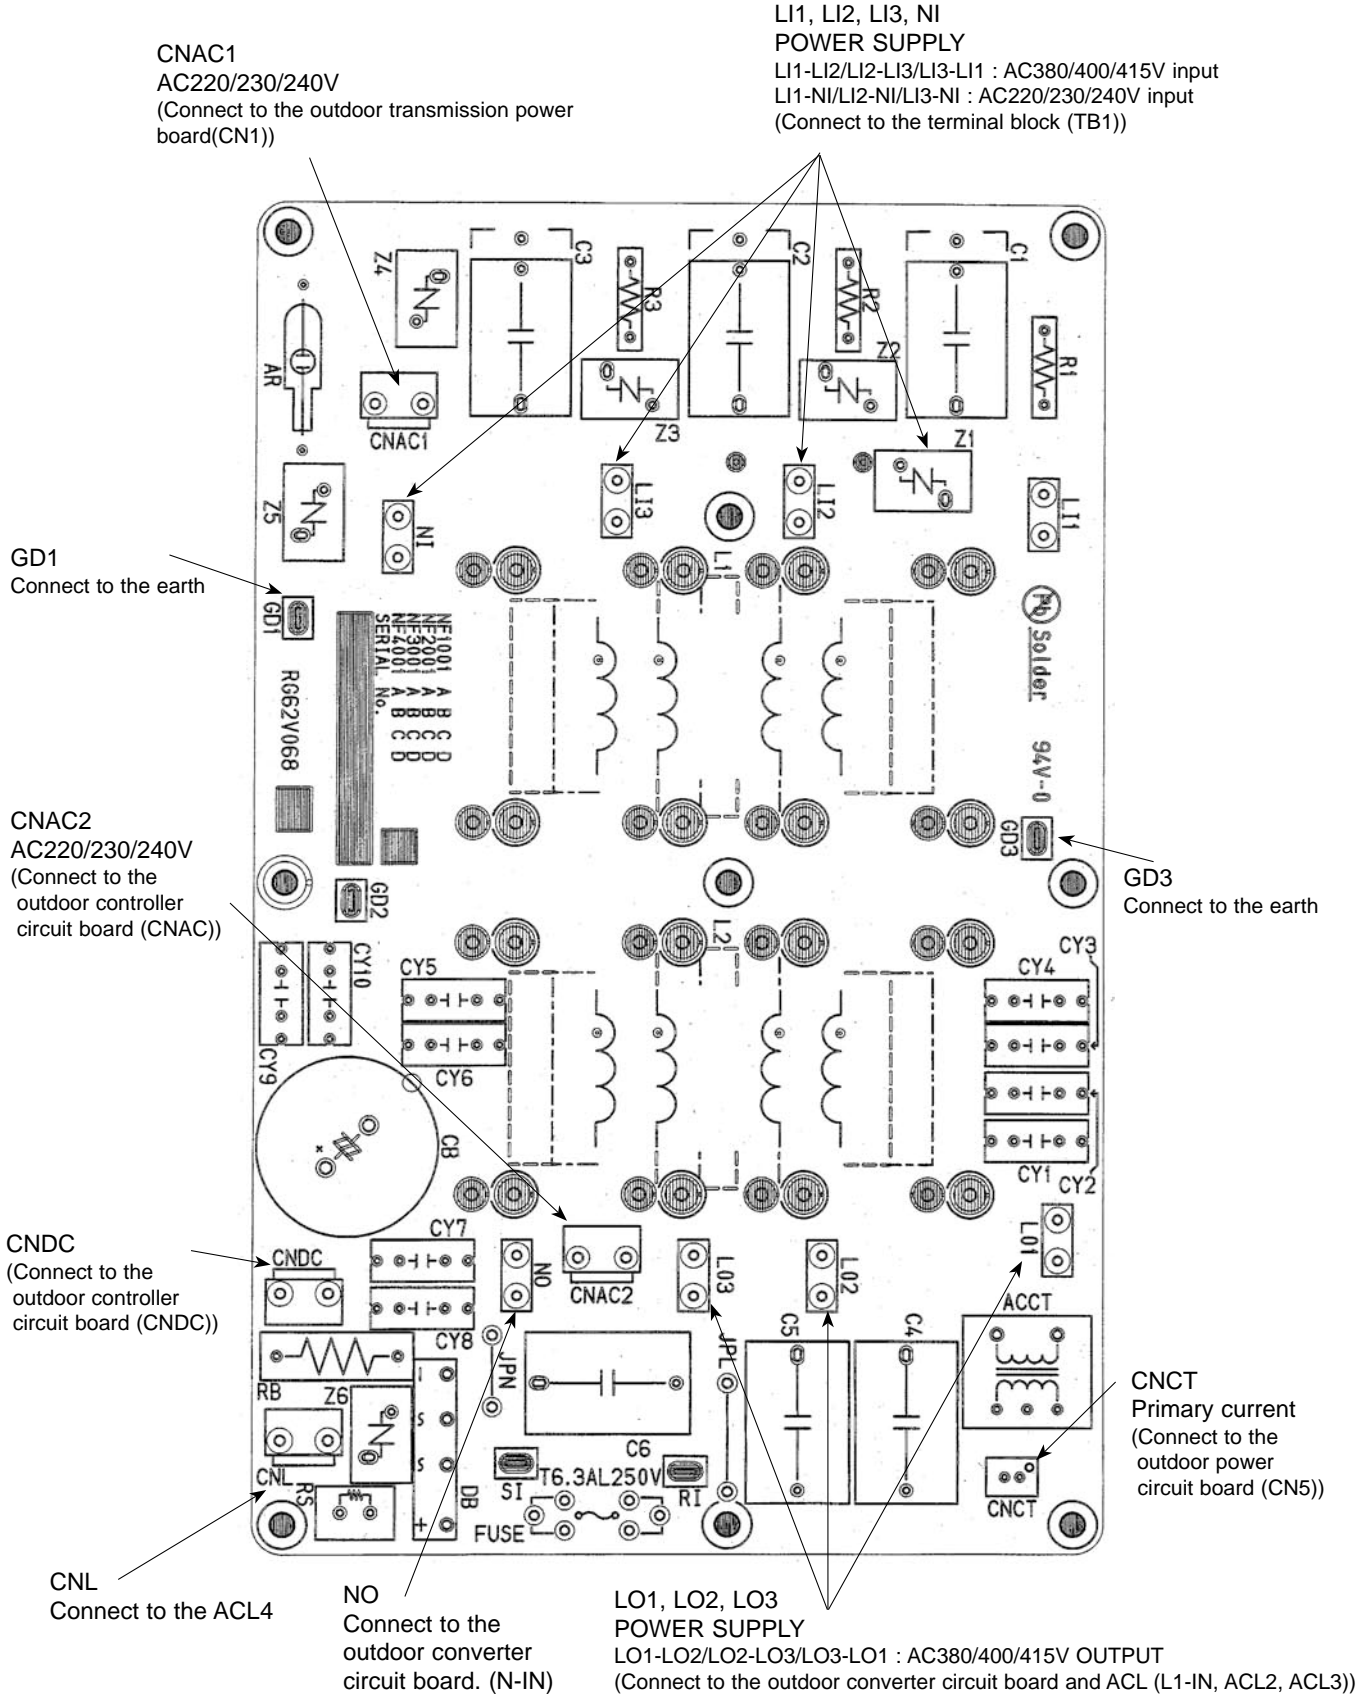 LI1, LI2, LI3, NI
POWER SUPPLY
LI1-LI2/LI2-LI3/LI3-LI1 : AC380/400/415V input
LI1-NI/LI2-NI/LI3-NI : AC220/230/240V input
(Connect to the terminal block (TB1))
CNAC1
AC220/230/240V
(Connect to the outdoor transmission power
board(CN1))
Z4
C3
R3
C2
R2
C1
Z2
R1
AR
CNAC1
Z3
Z1
Z5
NI
LI3
LI2
LI1
GD1
Connect to the earth
GD1
L1
Pb
Solder
94V-0
NF1001 A B C D
NF2001 A B C D
NF3001 A B C D
NF4001 A B C D
SERIAL No.
RG62V068
CNAC2
AC220/230/240V
(Connect to the
outdoor controller
circuit board (CNAC))
GD2
GD3
GD3
Connect to the earth
L2
CY10
CY9
CY5
CY6
CY4
CY3
CY1
CY2
CB
CNDC
(Connect to the
outdoor controller
circuit board (CNDC))
CNDC
CY7
CY8
NO
CNAC2
LO3
LO2
LO1
ACCT
RB
Z6
JPN
C6
JPL
C5
C4
CNCT
Primary current
(Connect to the
outdoor power
circuit board (CN5))
CNL
RS
- S S +
DB
SI
T6.3AL250V
RI
FUSE
CNCT
CNL
Connect to the ACL4
NO
Connect to the
outdoor converter
circuit board. (N-IN)
LO1, LO2, LO3
POWER SUPPLY
LO1-LO2/LO2-LO3/LO3-LO1 : AC380/400/415V OUTPUT
(Connect to the outdoor converter circuit board and ACL (L1-IN, ACL2, ACL3))